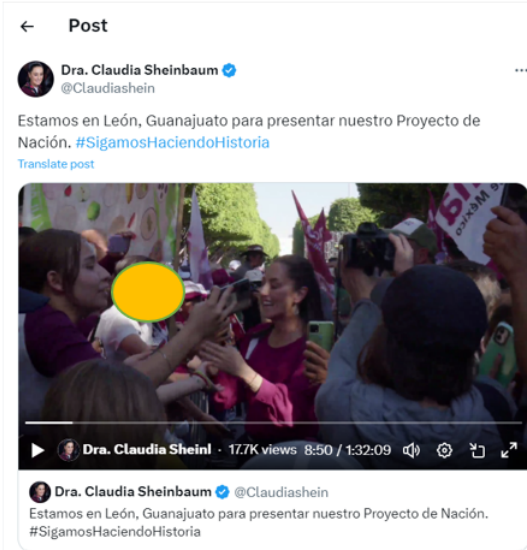 Post
Dra. Claudia Sheinbaum
@Claudiashein
Estamos en León, Guanajuato para presentar nuestro Proyecto de
Nación. #SigamosHaciendoHistoria
Translate post
México
Dra. Claudia Sheinl · 17.7K views 8:50 / 1:32:09
Dra. Claudia Sheinbaum @Claudiashein
Estamos en León, Guanajuato para presentar nuestro Proyecto de Nación.
#SigamosHaciendoHistoria